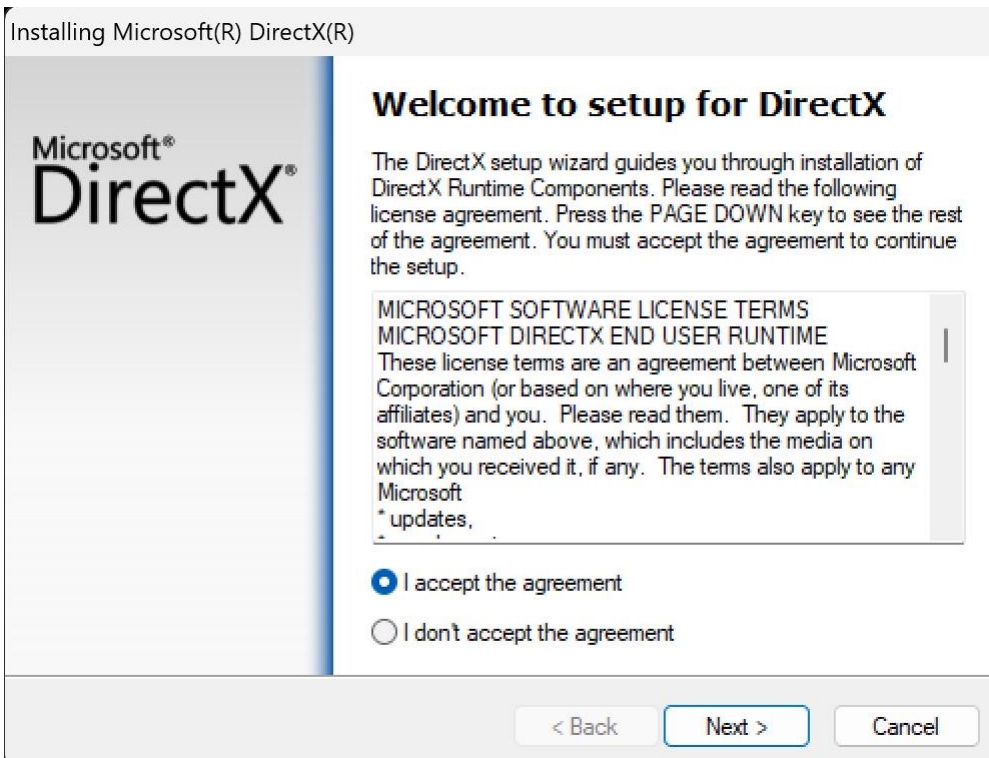 Installing Microsoft(R) DirectX(R)
Microsoft®
DirectX®
Welcome to setup for DirectX
The DirectX setup wizard guides you through installation of
DirectX Runtime Components. Please read the following
license agreement. Press the PAGE DOWN key to see the rest
of the agreement. You must accept the agreement to continue
the setup.
MICROSOFT SOFTWARE LICENSE TERMS
MICROSOFT DIRECTX END USER RUNTIME
These license terms are an agreement between Microsoft
Corporation (or based on where you live, one of its
affiliates) and you.  Please read them.  They apply to the
software named above, which includes the media on
which you received it, if any.  The terms also apply to any
Microsoft
* updates,
I accept the agreement
I don't accept the agreement
< Back
Next >
Cancel